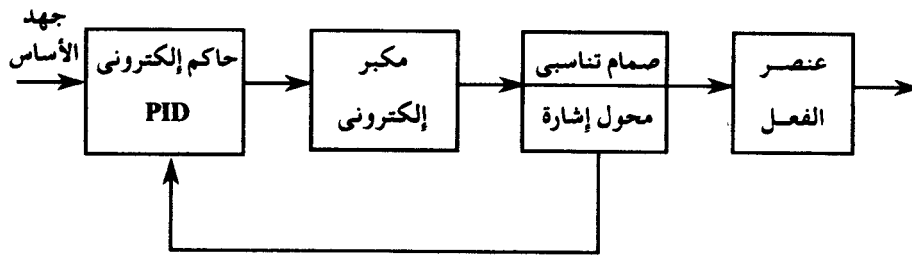 جهد
الأساس
حاكم إلكترونى
PID
مكبر
إلكترونى
صمام تناسبى
محول إشارة
عنصر
الفعل